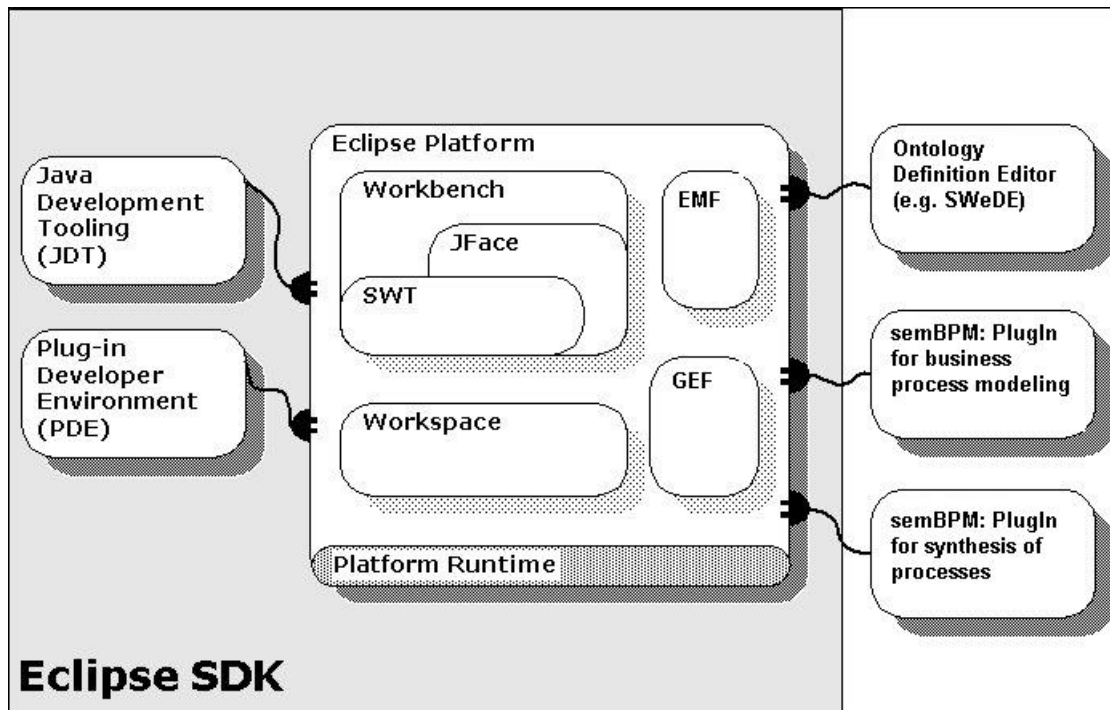 Java
Development
Tooling
(JDT)
Plug-in
Developer
Environment
(PDE)
Eclipse Platform
Workbench
JFace
SWT
Workspace
EMF
GEF
Platform Runtime
Ontology
Definition Editor
(e.g. SWeDE)
semBPM: PlugIn
for business
process modeling
semBPM: PlugIn
for synthesis of
processes
Eclipse SDK